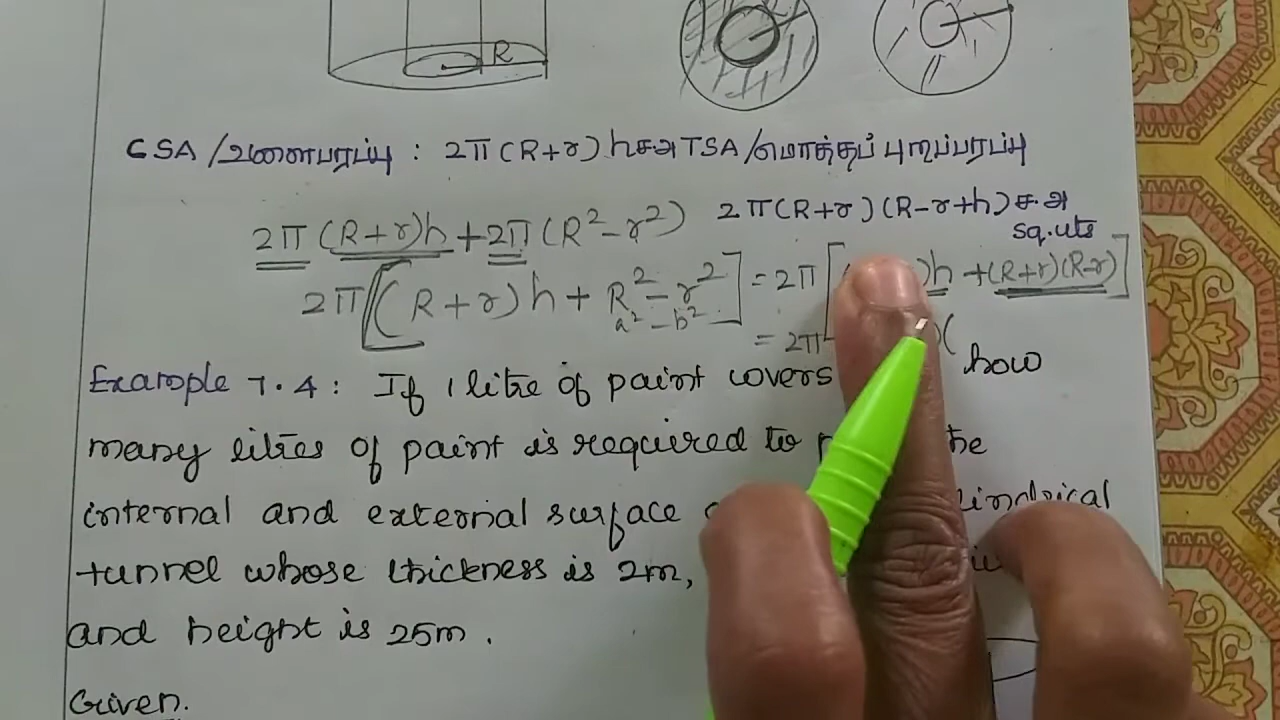 R
CSA /வளைபரப்பு : 2π (R+r) h ச.அ TSA /மொத்தப் புறப்பரப்பு
2π(R+r)(R-r+h) ச.அ
sq.uts
2π (R+r)h + 2π (R² - r²)
2π [(R+r)h + R² - r²] = 2π [ )h + (R+r)(R-r)]
a² - b²
= 2π )(
Example 7.4 : If 1 litre of paint covers how
many litres of paint is required to
internal and external surface
tunnel whose thickness is 2m,
and height is 25m .
Given.